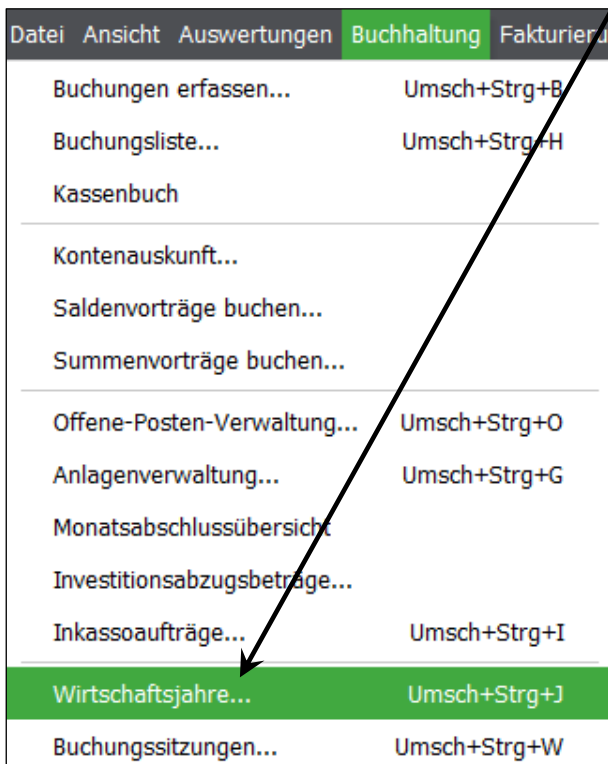 Datei Ansicht Auswertungen Buchhaltung Fakturieru
Buchungen erfassen... Umsch+Strg+B
Buchungsliste... Umsch+Strg+H
Kassenbuch
Kontenauskunft...
Saldenvorträge buchen...
Summenvorträge buchen...
Offene-Posten-Verwaltung... Umsch+Strg+O
Anlagenverwaltung... Umsch+Strg+G
Monatsabschlussübersicht
Investitionsabzugsbeträge...
Inkassoaufträge... Umsch+Strg+I
Wirtschaftsjahre... Umsch+Strg+J
Buchungssitzungen... Umsch+Strg+W